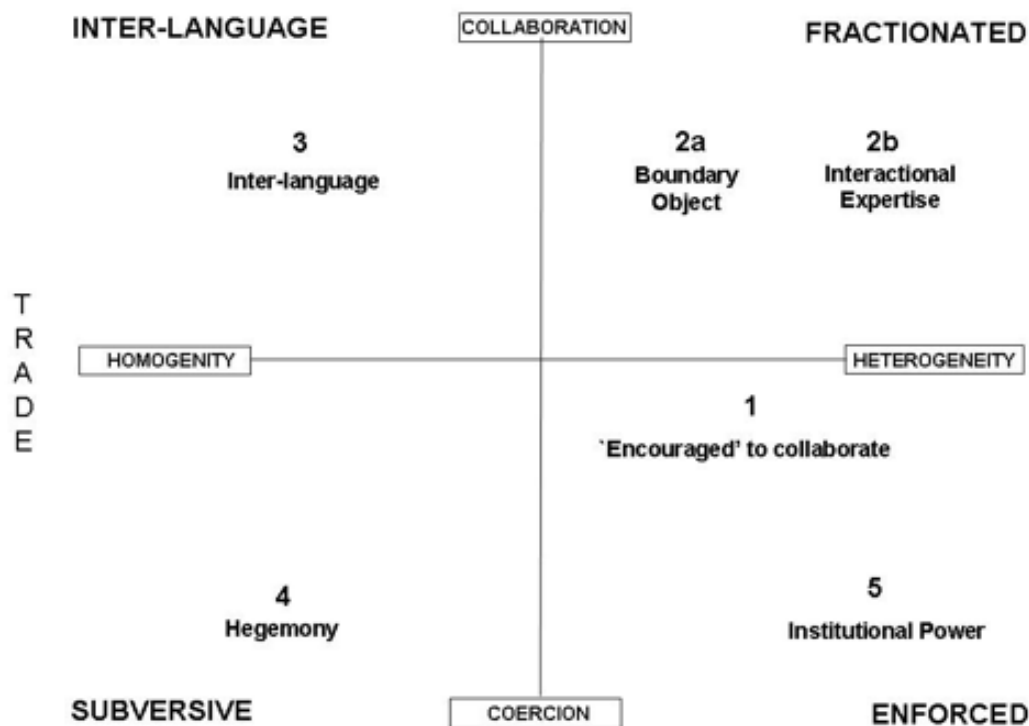 INTER-LANGUAGE
COLLABORATION
FRACTIONATED
3
Inter-language
2a
Boundary
Object
2b
Interactional
Expertise
TRADE
HOMOGENITY
HETEROGENEITY
1
`Encouraged' to collaborate
4
Hegemony
5
Institutional Power
SUBVERSIVE
COERCION
ENFORCED